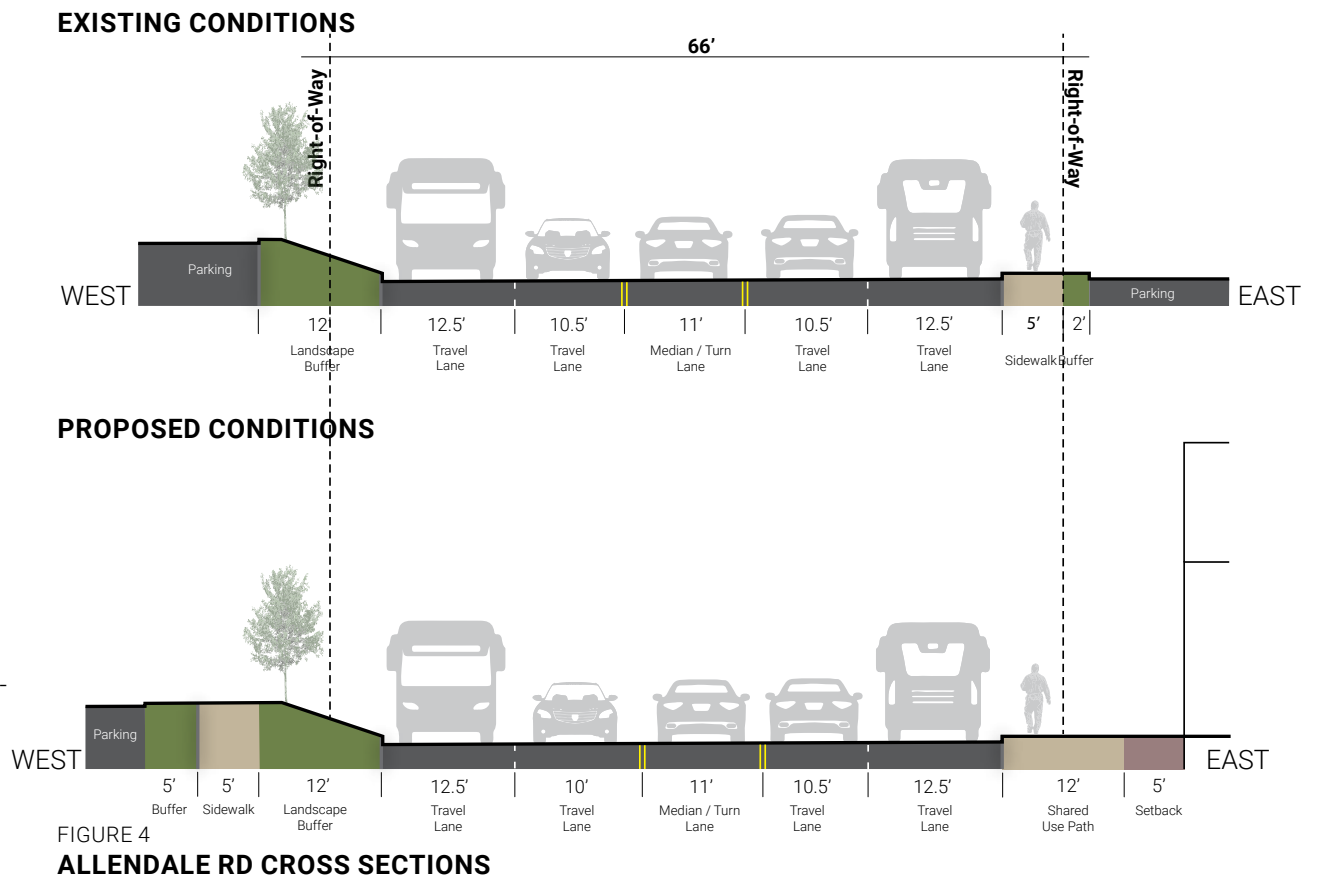 EXISTING CONDITIONS
66’
Right-of-Way
Right-of-Way
Parking
Parking
WEST
EAST
12’
12.5’
10.5’
11’
10.5’
12.5’
5’
2’
Landscape
Buffer
Travel
Lane
Travel
Lane
Median / Turn
Lane
Travel
Lane
Travel
Lane
Sidewalk
Buffer
PROPOSED CONDITIONS
Parking
WEST
EAST
5’
5’
12’
12.5’
10’
11’
10.5’
12.5’
12’
5’
Buffer
Sidewalk
Landscape
Buffer
Travel
Lane
Travel
Lane
Median / Turn
Lane
Travel
Lane
Travel
Lane
Shared
Use Path
Setback
FIGURE 4
ALLENDALE RD CROSS SECTIONS